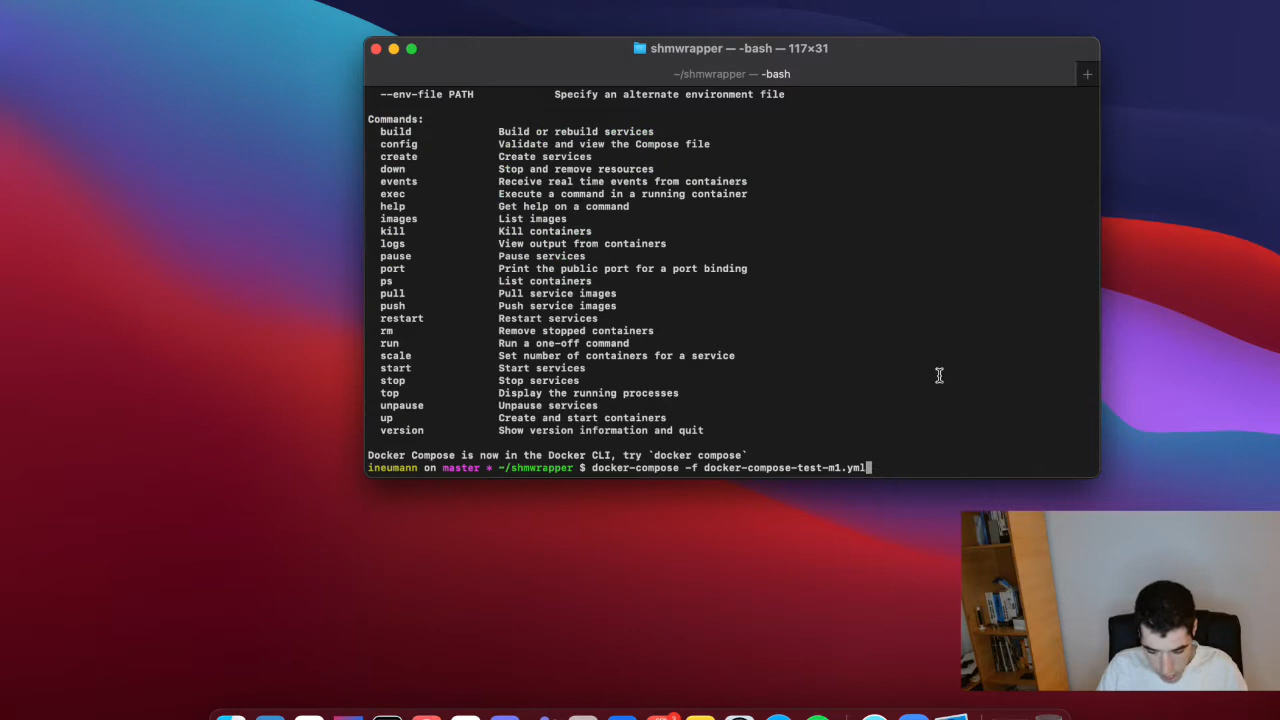 shmwrapper — -bash — 117×31
~/shmwrapper — -bash
--env-file PATH Specify an alternate environment file
Commands:
build Build or rebuild services
config Validate and view the Compose file
create Create services
down Stop and remove resources
events Receive real time events from containers
exec Execute a command in a running container
help Get help on a command
images List images
kill Kill containers
logs View output from containers
pause Pause services
port Print the public port for a port binding
ps List containers
pull Pull service images
push Push service images
restart Restart services
rm Remove stopped containers
run Run a one-off command
scale Set number of containers for a service
start Start services
stop Stop services
top Display the running processes
unpause Unpause services
up Create and start containers
version Show version information and quit
Docker Compose is now in the Docker CLI, try `docker compose`
ineumann on master * ~/shmwrapper $ docker-compose -f docker-compose-test-m1.yml